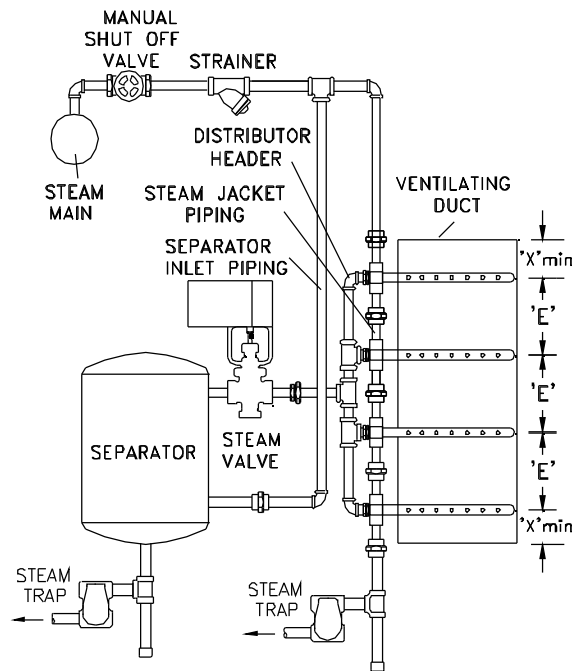 MANUAL
SHUT OFF
VALVE
STRAINER
DISTRIBUTOR
HEADER
STEAM
MAIN
STEAM JACKET
PIPING
VENTILATING
DUCT
SEPARATOR
INLET PIPING
'X'min
'E'
'E'
'E'
'X'min
SEPARATOR
STEAM
VALVE
STEAM
TRAP
STEAM
TRAP